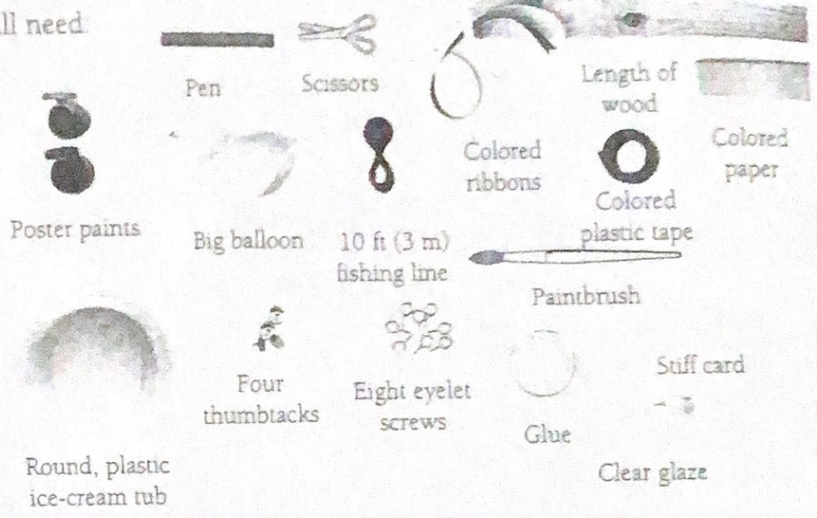 ll need:
Pen
Scissors
Length of
wood
Colored
ribbons
Colored
paper
Colored
plastic tape
Poster paints
Big balloon
10 ft (3 m)
fishing line
Paintbrush
Four
thumbtacks
Eight eyelet
screws
Glue
Stiff card
Clear glaze
Round, plastic
ice-cream tub